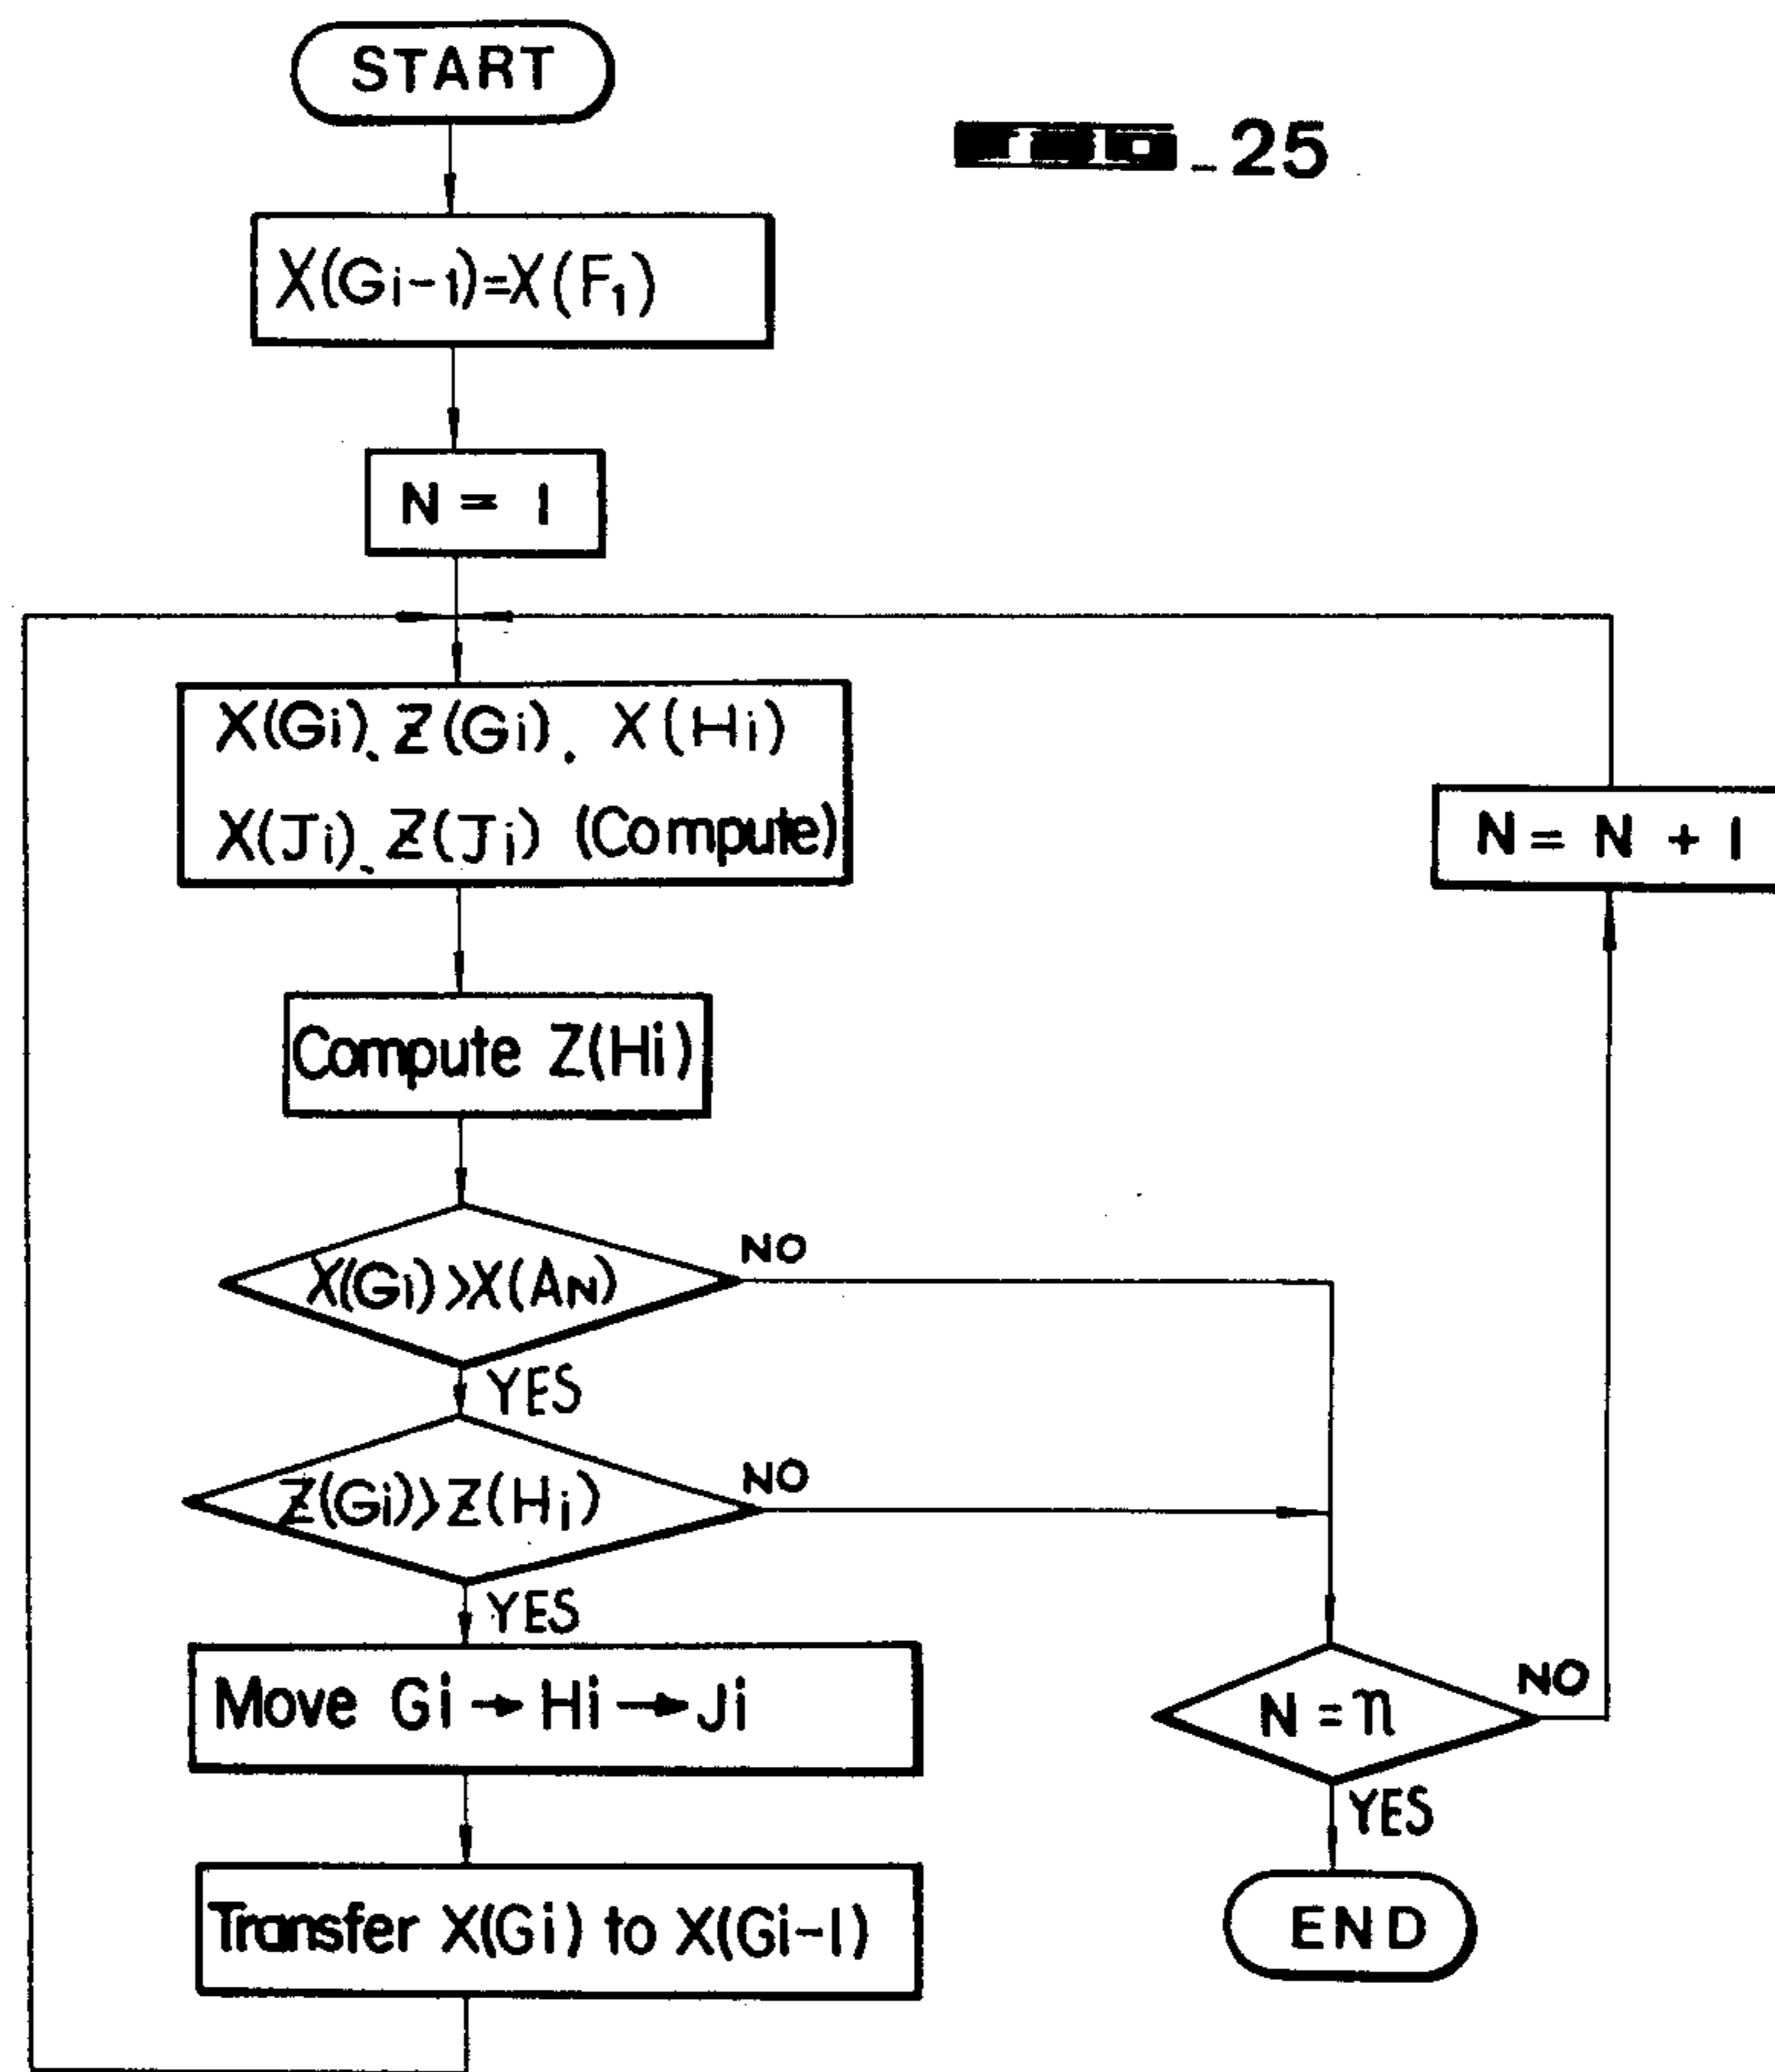 START
-25
X(Gi-1)=X(F1)
N = 1
X(Gi). Z(Gi). X(Hi)
X(Ji). Z(Ji) (Compute)
N = N + 1
Compute Z(Hi)
X(Gi)>X(AN)
NO
YES
Z(Gi)>Z(Hi)
NO
YES
Move Gi→Hi→Ji
N = n
NO
YES
Transfer X(Gi) to X(Gi-1)
END